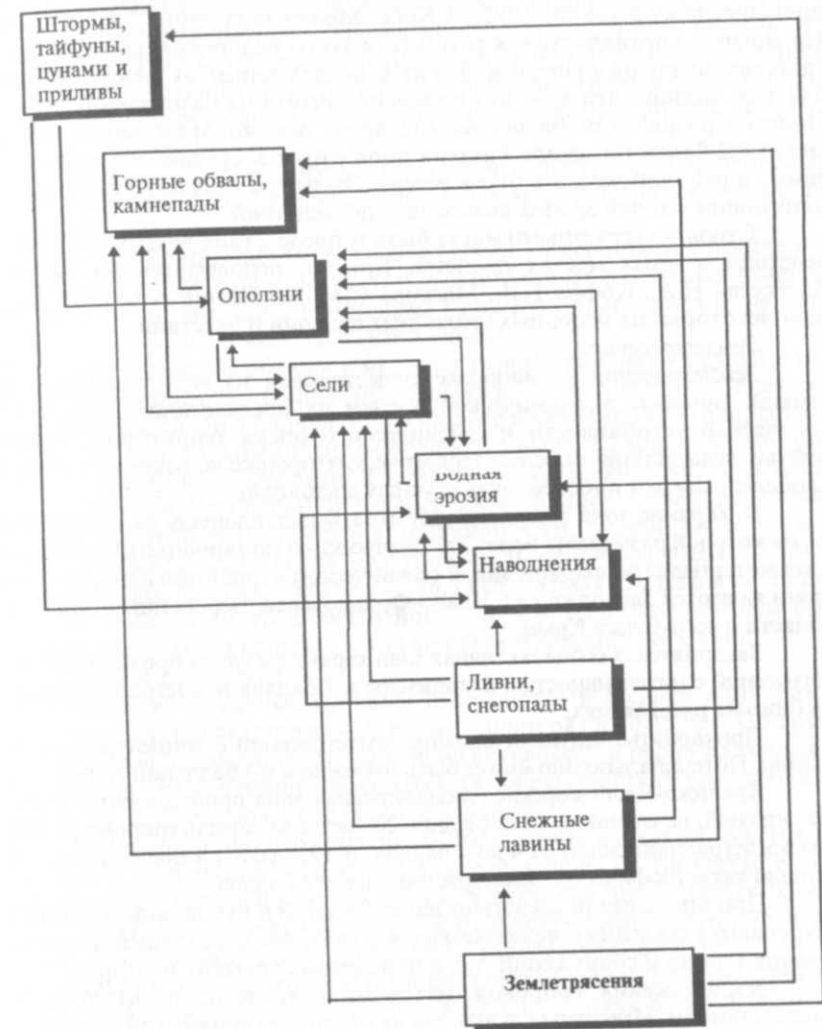 Штормы,
тайфуны,
цунами и
приливы
Горные обвалы,
камнепады
Оползни
Сели
Водная
эрозия
Наводнения
Ливни,
снегопады
Снежные
лавины
Землетрясения